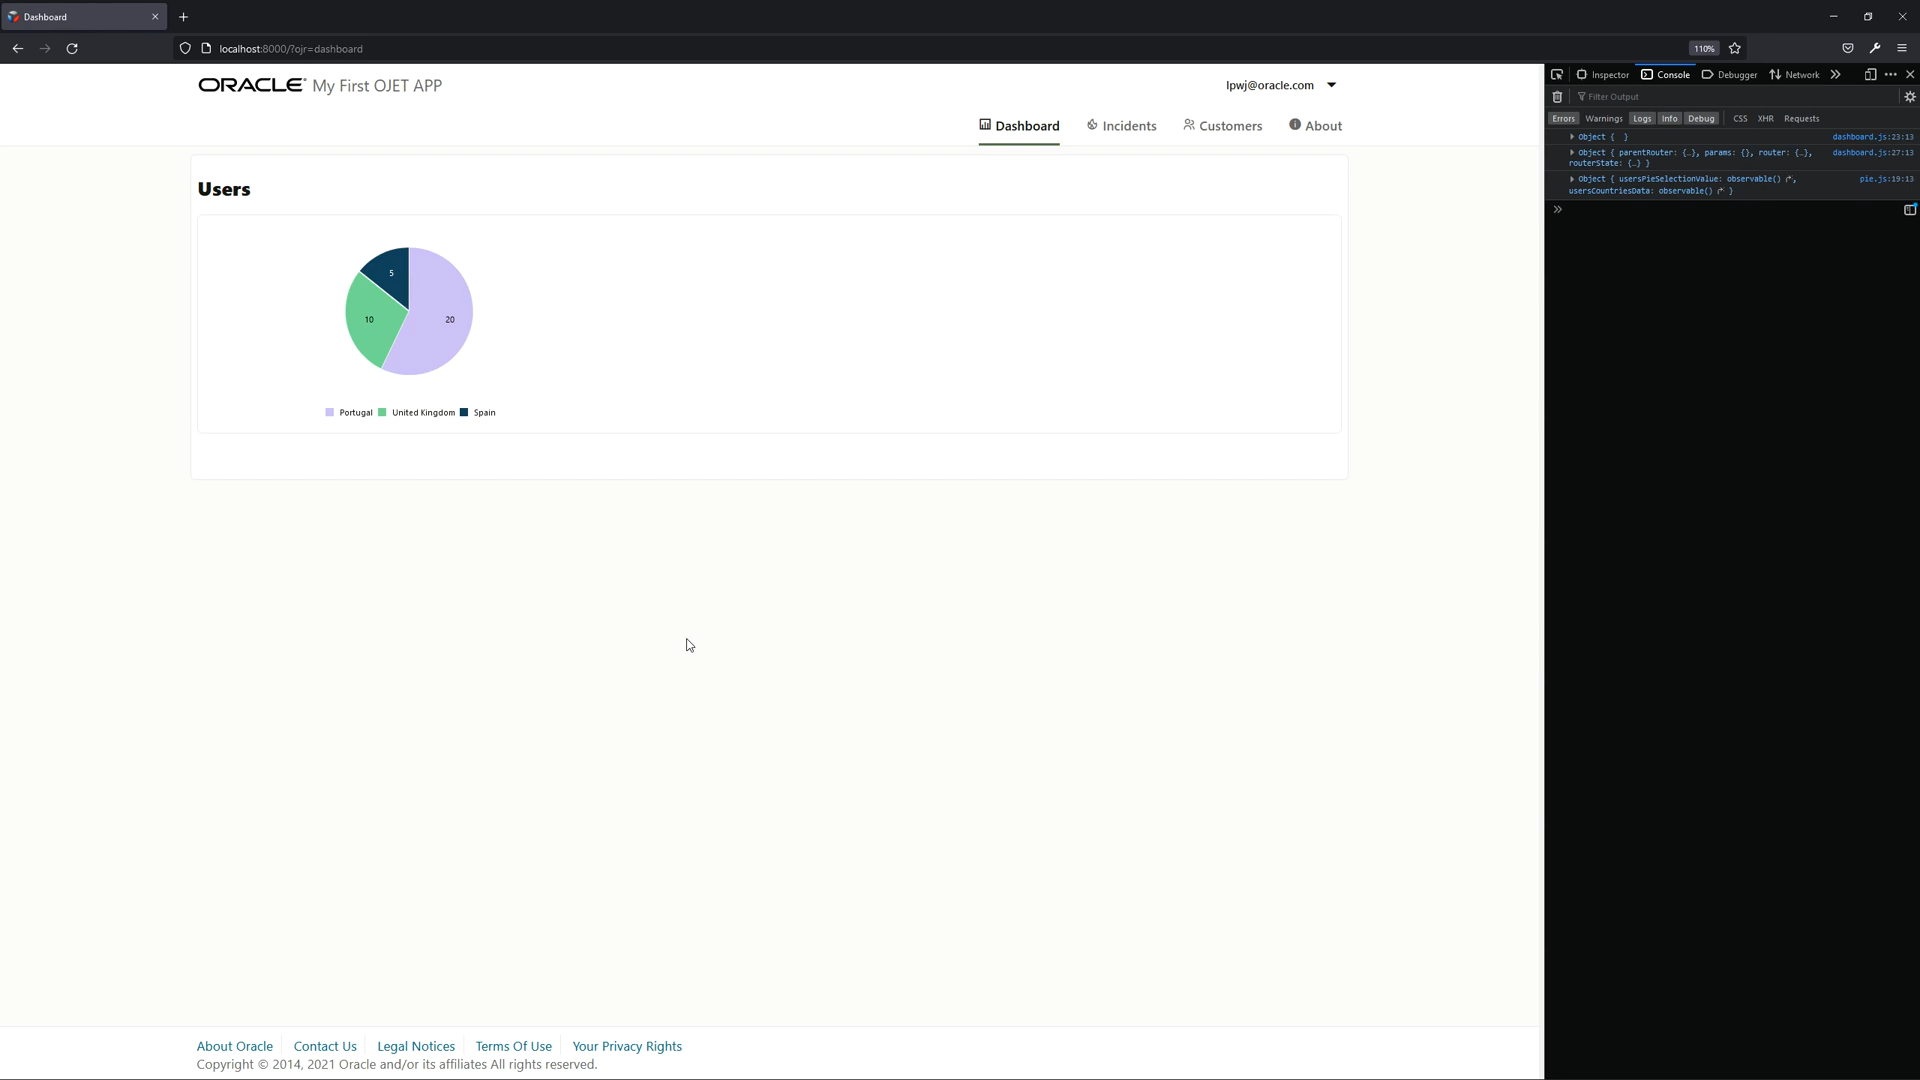 Dashboard
localhost:8000/?ojr=dashboard
110%
ORACLE My First OJET APP
lpwj@oracle.com
Dashboard Incidents Customers About
Users
5
10
20
Portugal United Kingdom Spain
Inspector Console Debugger Network
Filter Output
Errors Warnings Logs Info Debug CSS XHR Requests
Object { } dashboard.js:23:13
Object { parentRouter: {…}, params: {}, router: {…}, dashboard.js:27:13
routerState: {…} }
Object { usersPieSelectionValue: observable(), pie.js:19:13
usersCountriesData: observable() }
About Oracle Contact Us Legal Notices Terms Of Use Your Privacy Rights
Copyright © 2014, 2021 Oracle and/or its affiliates All rights reserved.